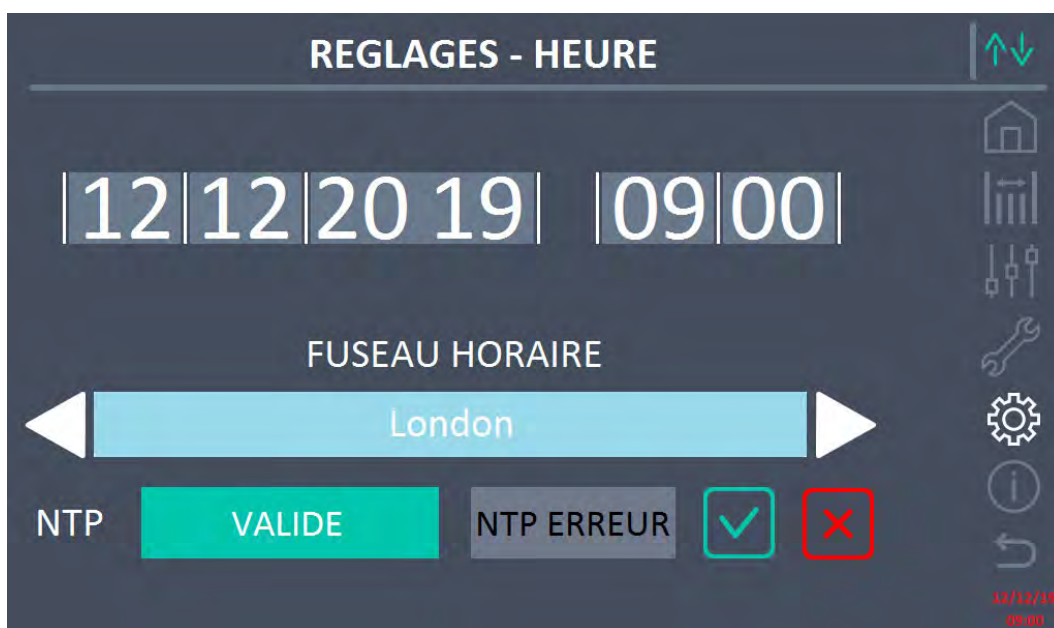 REGLAGES - HEURE
12 12 20 19 09 00
FUSEAU HORAIRE
London
NTP VALIDE NTP ERREUR
12/12/19
09:00